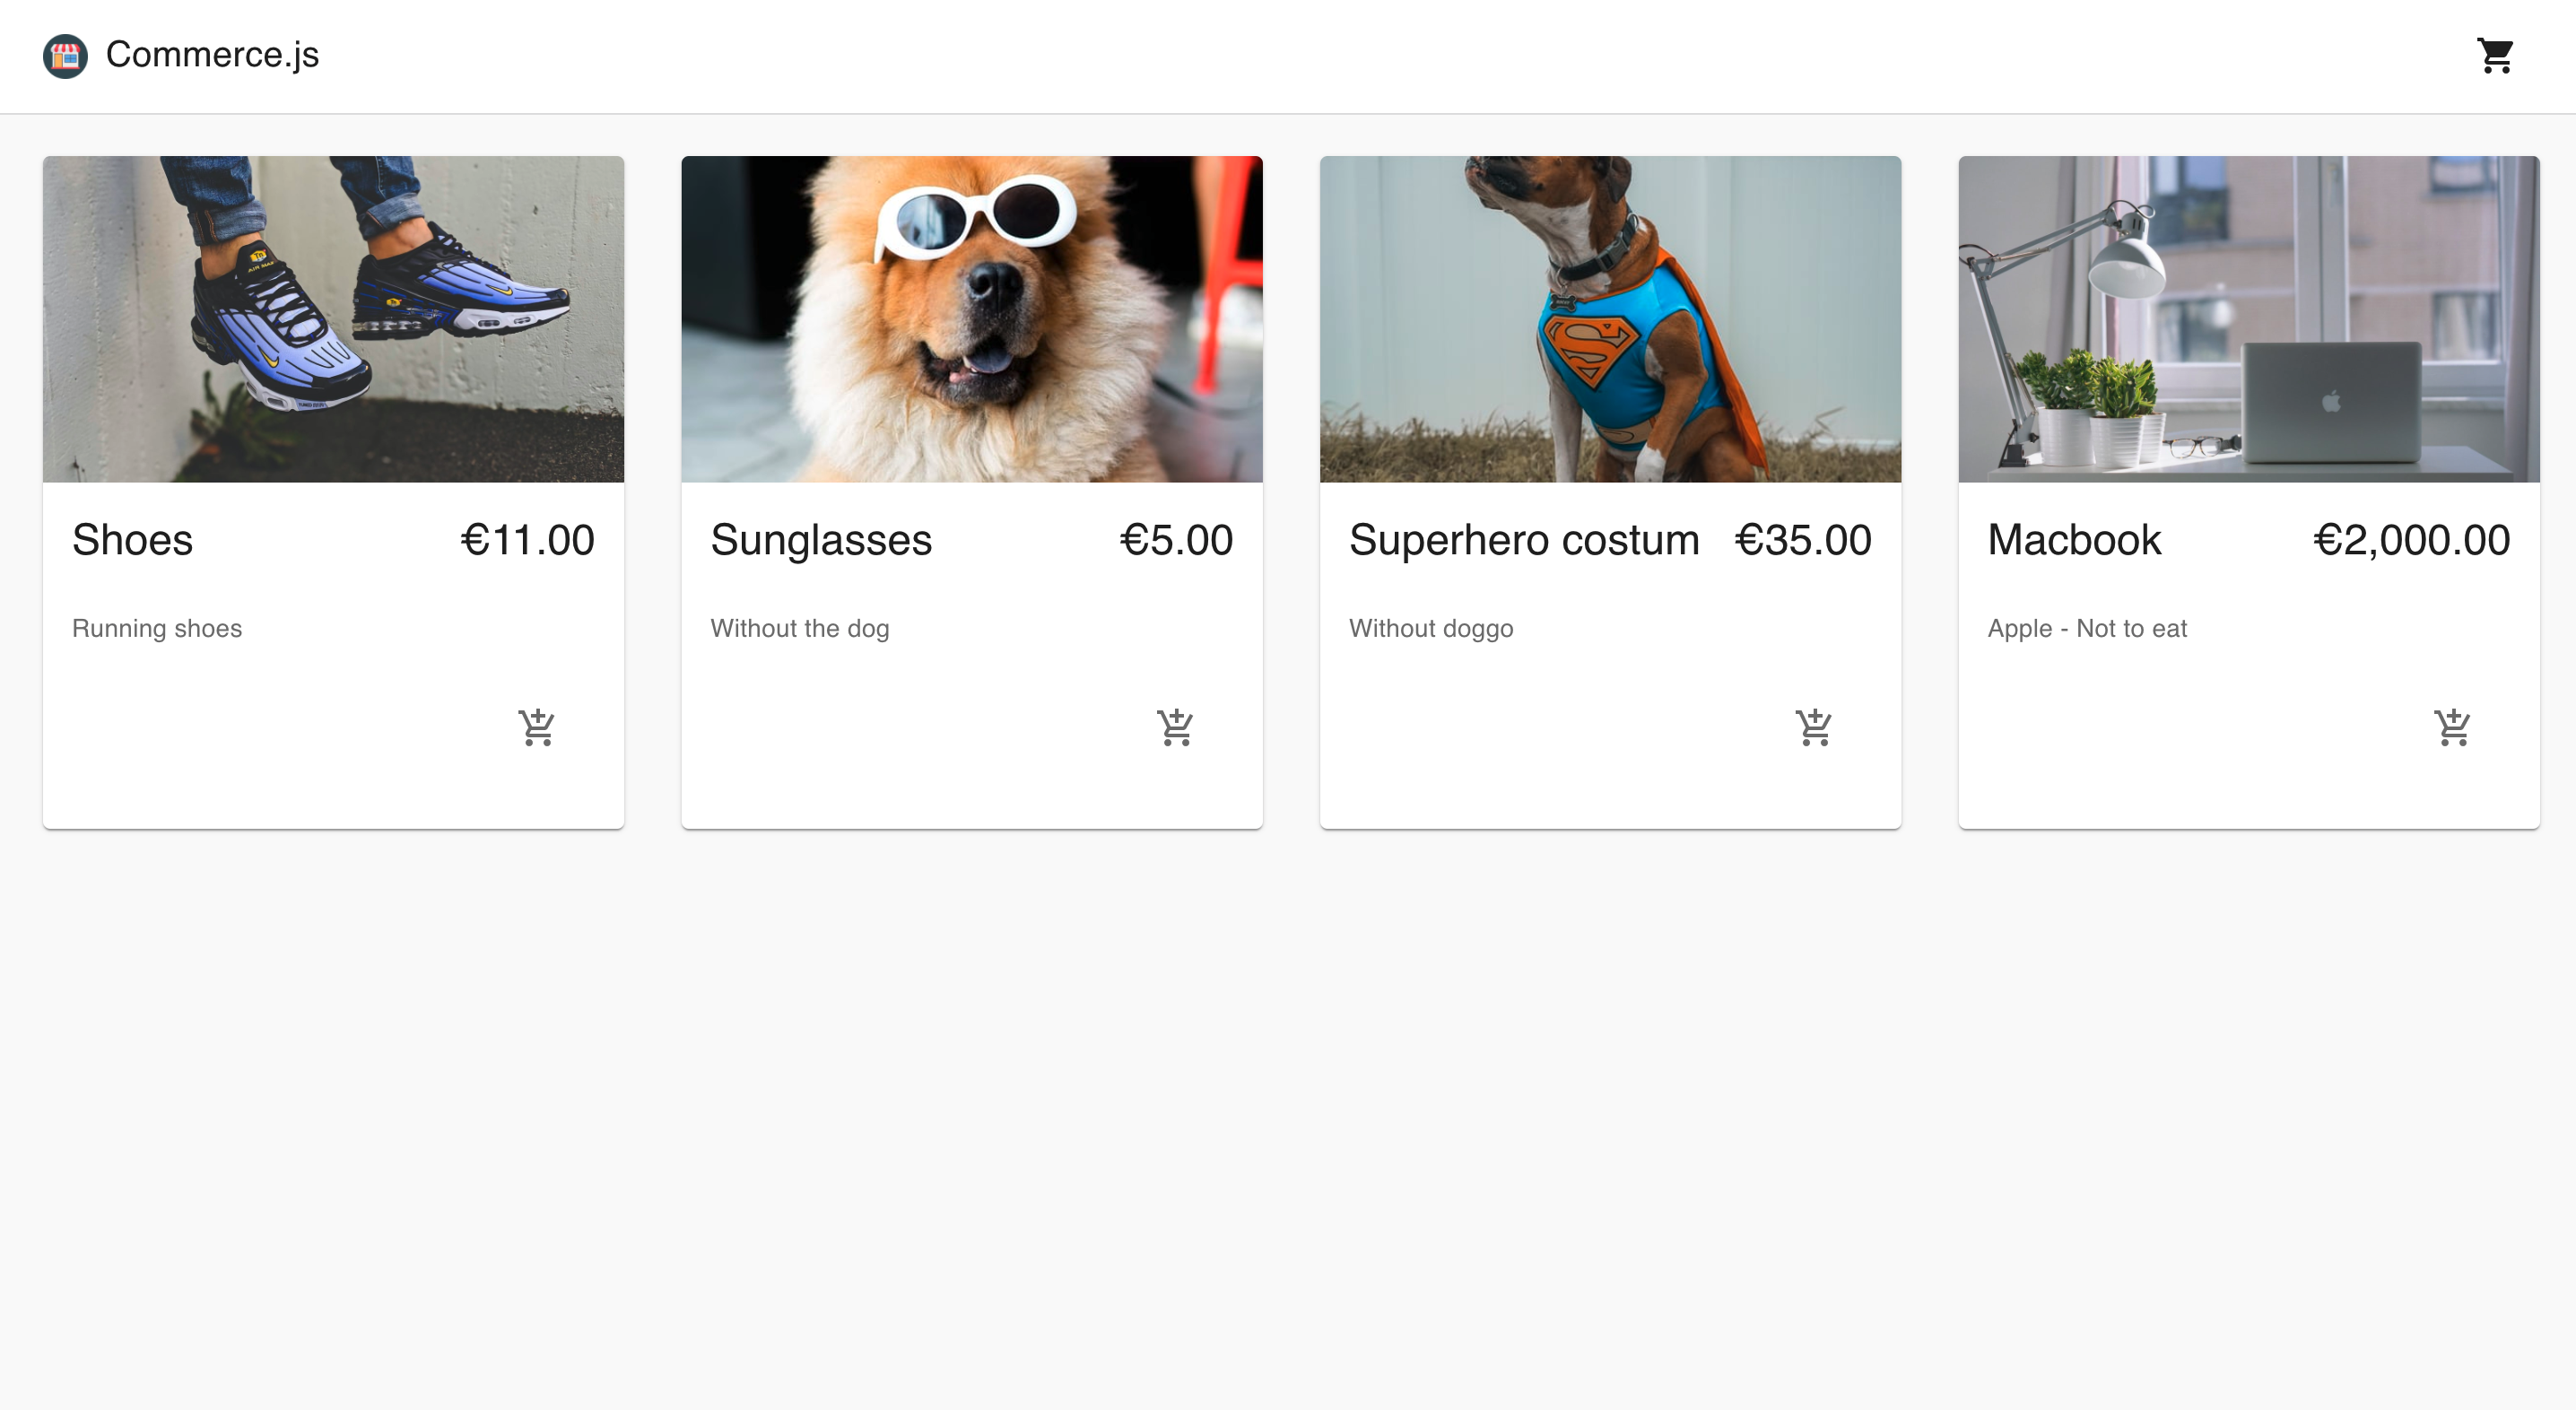 Commerce.js
Shoes €11.00
Running shoes
Sunglasses €5.00
Without the dog
Superhero costum €35.00
Without doggo
Macbook €2,000.00
Apple - Not to eat